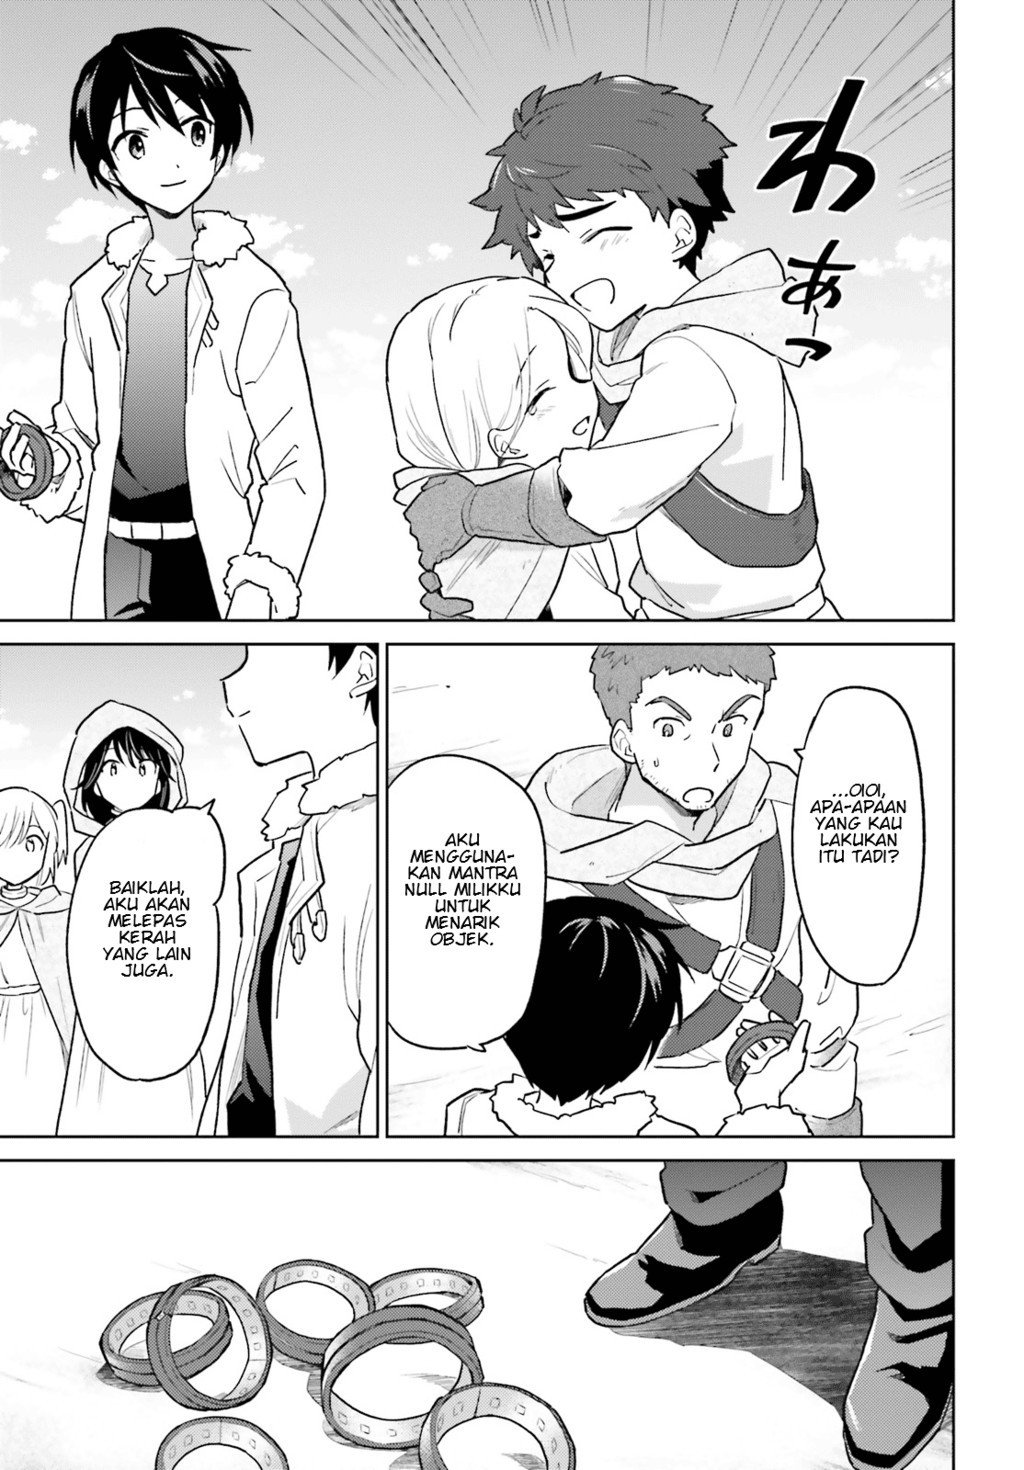 わあっ
...OIOI,
APA-APAAN
YANG KAU
LAKUKAN
ITU TADI?
AKU
MENGGUNA-
KAN MANTRA
NULL MILIKKU
UNTUK
MENARIK
OBJEK.
BAIKLAH,
AKU AKAN
MELEPAS
KERAH
YANG LAIN
JUGA.